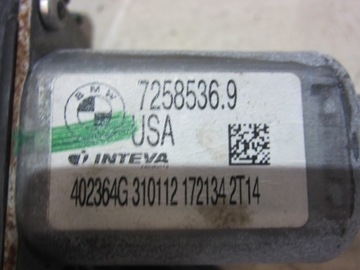 BMW
7258536.9
USA
INTEVA
402364G 310112 172134 2T14